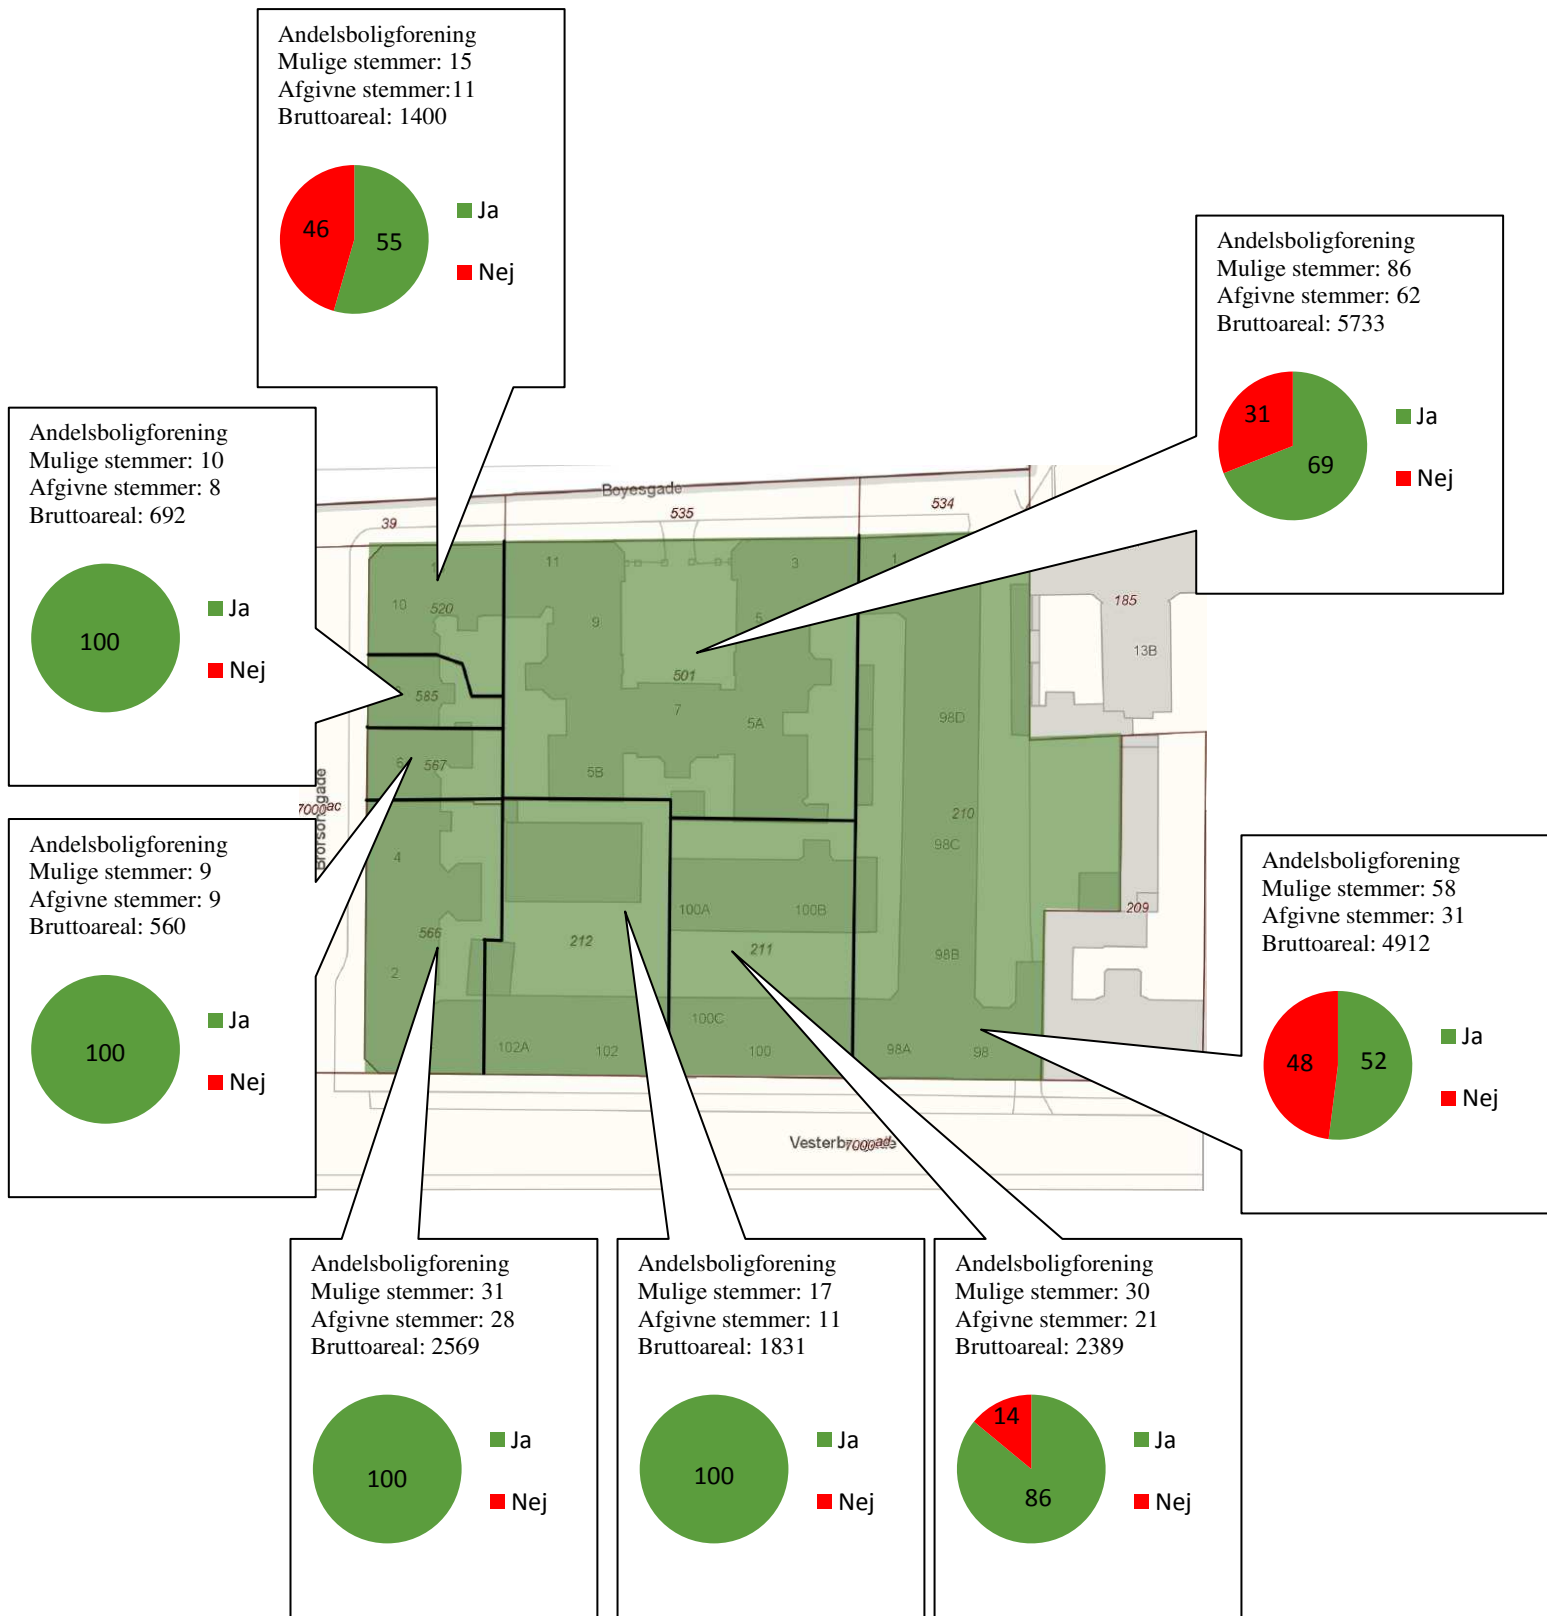 Andelsboligforening
Mulige stemmer: 15
Afgivne stemmer:11
Bruttoareal: 1400
46
55
Ja
Nej
Andelsboligforening
Mulige stemmer: 86
Afgivne stemmer: 62
Bruttoareal: 5733
31
69
Ja
Nej
Andelsboligforening
Mulige stemmer: 10
Afgivne stemmer: 8
Bruttoareal: 692
100
Ja
Nej
Boyesgade
39
535
534
11
3
1
10
520
9
5
185
13B
501
585
7
5A
98D
6
567
5B
210
7000ac
Brorsonsgade
4
98C
100A
100B
209
566
212
211
2
98B
100C
102A
102
100
98A
98
Vesterbrogade
7000ad
Andelsboligforening
Mulige stemmer: 9
Afgivne stemmer: 9
Bruttoareal: 560
100
Ja
Nej
Andelsboligforening
Mulige stemmer: 58
Afgivne stemmer: 31
Bruttoareal: 4912
48
52
Ja
Nej
Andelsboligforening
Mulige stemmer: 31
Afgivne stemmer: 28
Bruttoareal: 2569
100
Ja
Nej
Andelsboligforening
Mulige stemmer: 17
Afgivne stemmer: 11
Bruttoareal: 1831
100
Ja
Nej
Andelsboligforening
Mulige stemmer: 30
Afgivne stemmer: 21
Bruttoareal: 2389
14
86
Ja
Nej